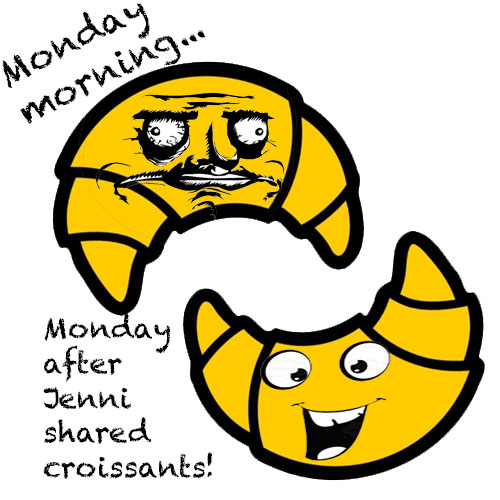 Monday
morning...
Monday
after
Jenni
shared
croissants!